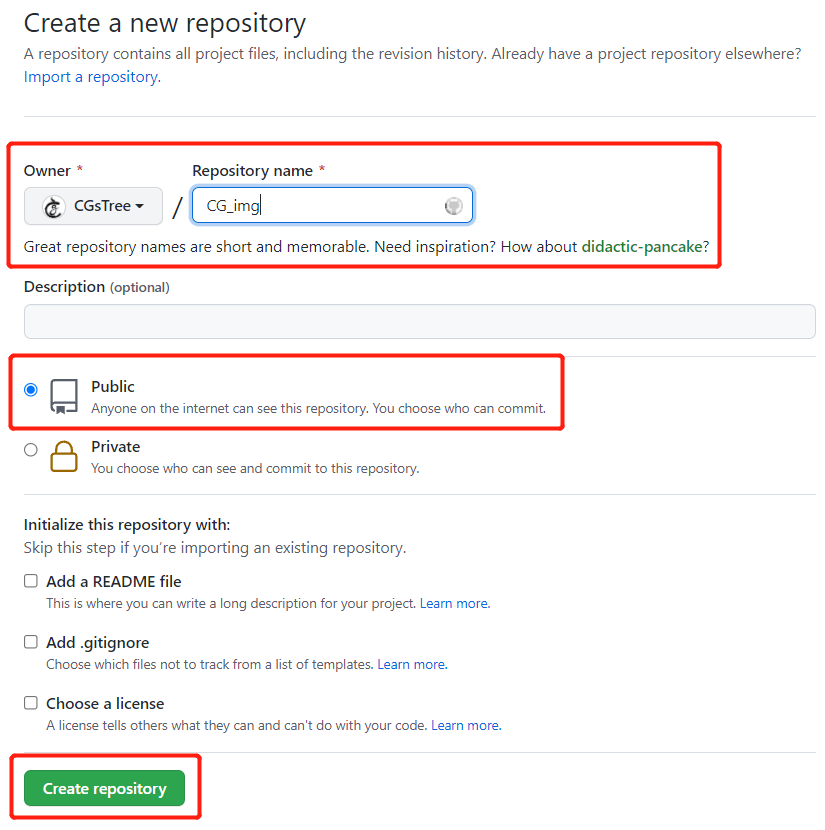 Create a new repository
A repository contains all project files, including the revision history. Already have a project repository elsewhere?
Import a repository.
Owner * Repository name *
CGsTree / CG_img
Great repository names are short and memorable. Need inspiration? How about didactic-pancake?
Description (optional)
Public
Anyone on the internet can see this repository. You choose who can commit.
Private
You choose who can see and commit to this repository.
Initialize this repository with:
Skip this step if you're importing an existing repository.
Add a README file
This is where you can write a long description for your project. Learn more.
Add .gitignore
Choose which files not to track from a list of templates. Learn more.
Choose a license
A license tells others what they can and can't do with your code. Learn more.
Create repository